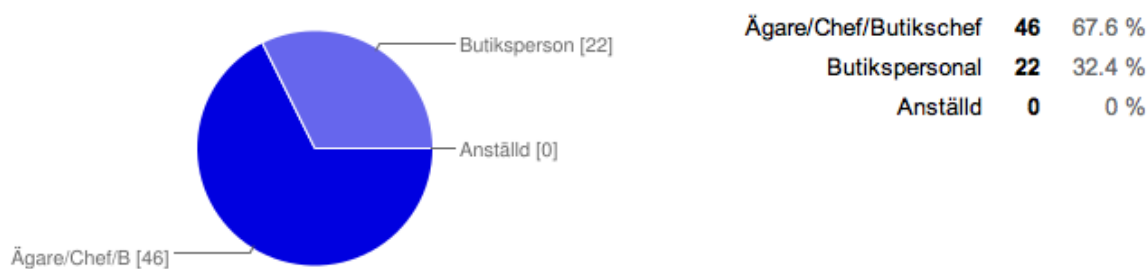 Butiksperson [22]
Anställd [0]
Ägare/Chef/B [46]
Ägare/Chef/Butikschef 46 67.6 %
Butikspersonal 22 32.4 %
Anställd 0 0 %